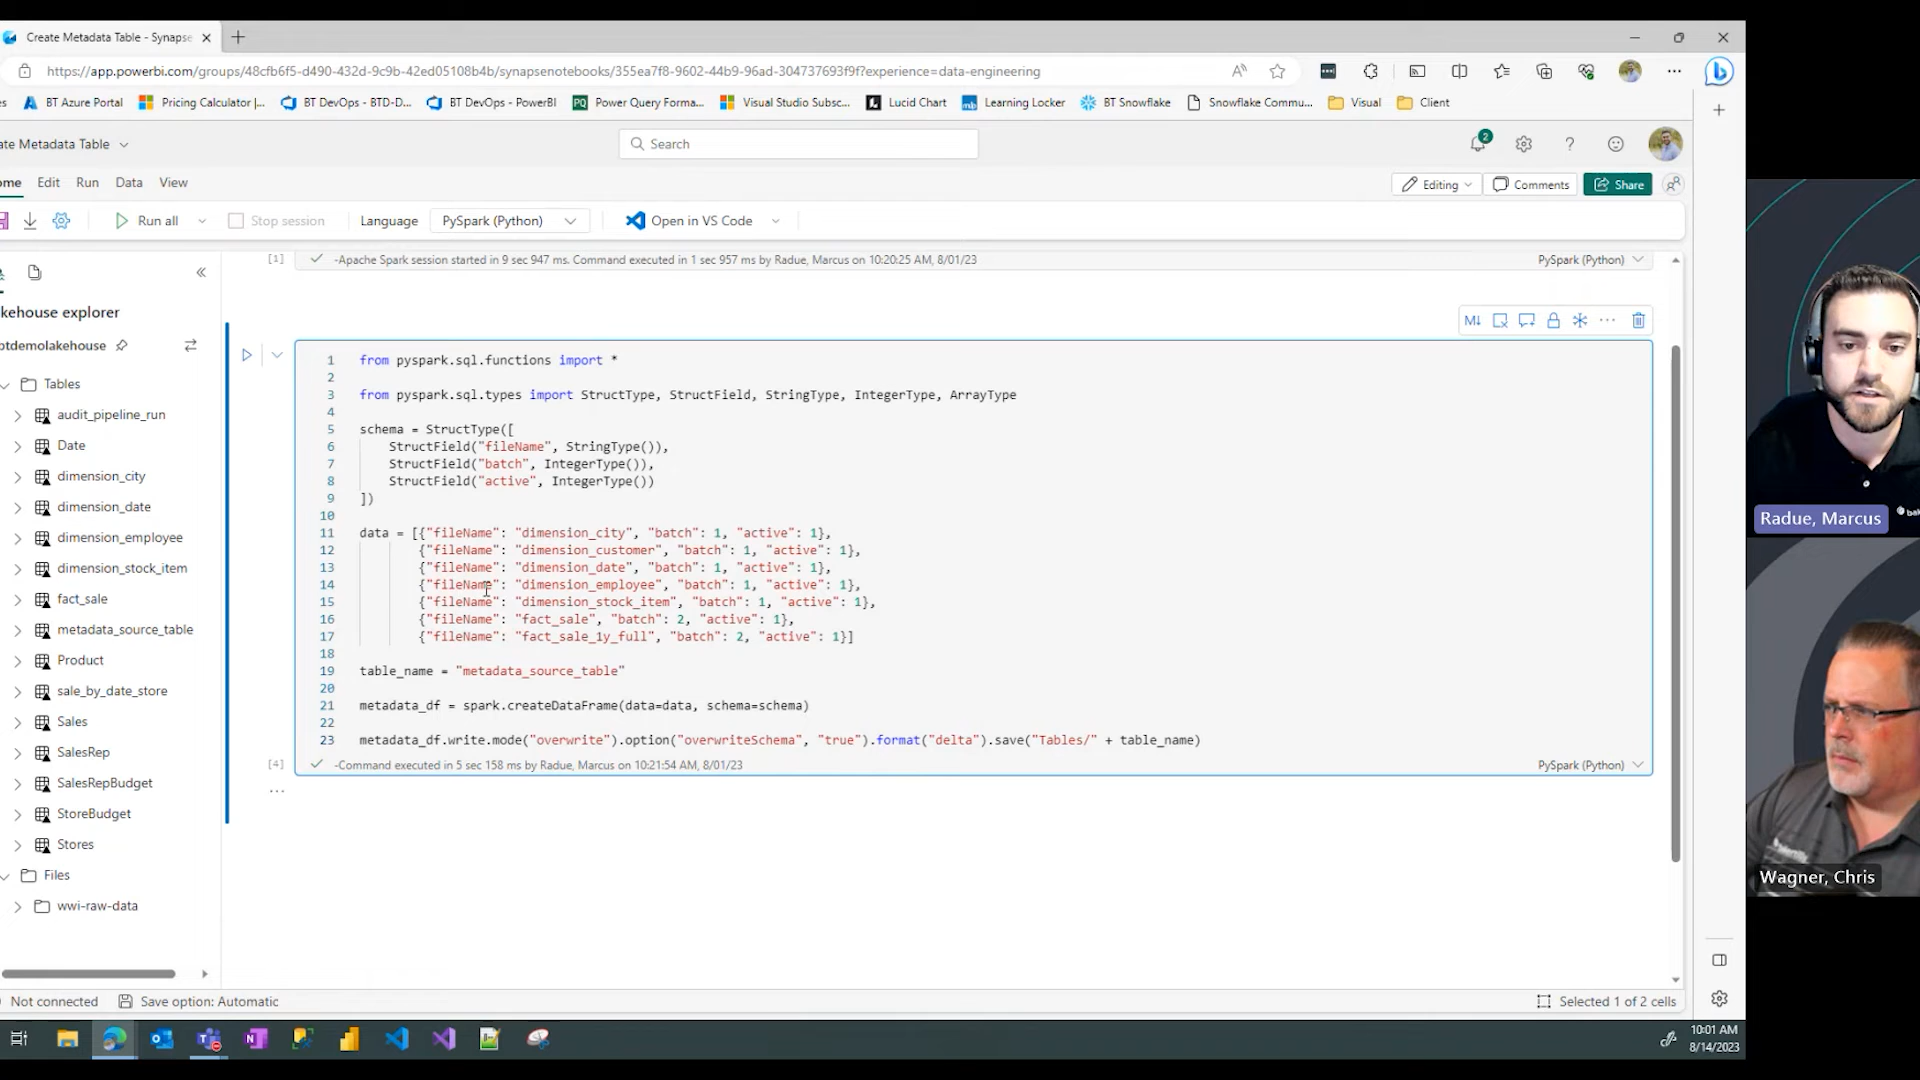 Create Metadata Table - Synapse
https://app.powerbi.com/groups/48cfb6f5-d490-432d-9c9b-42ed05108b4b/synapsenotebooks/355ea7f8-9602-44b9-96ad-304737693f9f?experience=data-engineering
es BT Azure Portal Pricing Calculator |... BT DevOps - BTD-D... BT DevOps - PowerBI Power Query Forma... Visual Studio Subsc... Lucid Chart Learning Locker BT Snowflake Snowflake Commu... Visual Client
ate Metadata Table Search 2
ome Edit Run Data View Editing Comments Share
Run all Stop session Language PySpark (Python) Open in VS Code
[1] -Apache Spark session started in 9 sec 947 ms. Command executed in 1 sec 957 ms by Radue, Marcus on 10:20:25 AM, 8/01/23 PySpark (Python)
kehouse explorer
btdemolakehouse
Tables
audit_pipeline_run
Date
dimension_city
dimension_date
dimension_employee
dimension_stock_item
fact_sale
metadata_source_table
Product
sale_by_date_store
Sales
SalesRep
SalesRepBudget
StoreBudget
Stores
Files
wwi-raw-data
M↓
1 from pyspark.sql.functions import *
2
3 from pyspark.sql.types import StructType, StructField, StringType, IntegerType, ArrayType
4
5 schema = StructType([
6 StructField("fileName", StringType()),
7 StructField("batch", IntegerType()),
8 StructField("active", IntegerType())
9 ])
10
11 data = [{"fileName": "dimension_city", "batch": 1, "active": 1},
12 {"fileName": "dimension_customer", "batch": 1, "active": 1},
13 {"fileName": "dimension_date", "batch": 1, "active": 1},
14 {"fileName": "dimension_employee", "batch": 1, "active": 1},
15 {"fileName": "dimension_stock_item", "batch": 1, "active": 1},
16 {"fileName": "fact_sale", "batch": 2, "active": 1},
17 {"fileName": "fact_sale_1y_full", "batch": 2, "active": 1}]
18
19 table_name = "metadata_source_table"
20
21 metadata_df = spark.createDataFrame(data=data, schema=schema)
22
23 metadata_df.write.mode("overwrite").option("overwriteSchema", "true").format("delta").save("Tables/" + table_name)
[4] -Command executed in 5 sec 158 ms by Radue, Marcus on 10:21:54 AM, 8/01/23 PySpark (Python)
Not connected Save option: Automatic Selected 1 of 2 cells
10:01 AM
8/14/2023
Radue, Marcus
Wagner, Chris